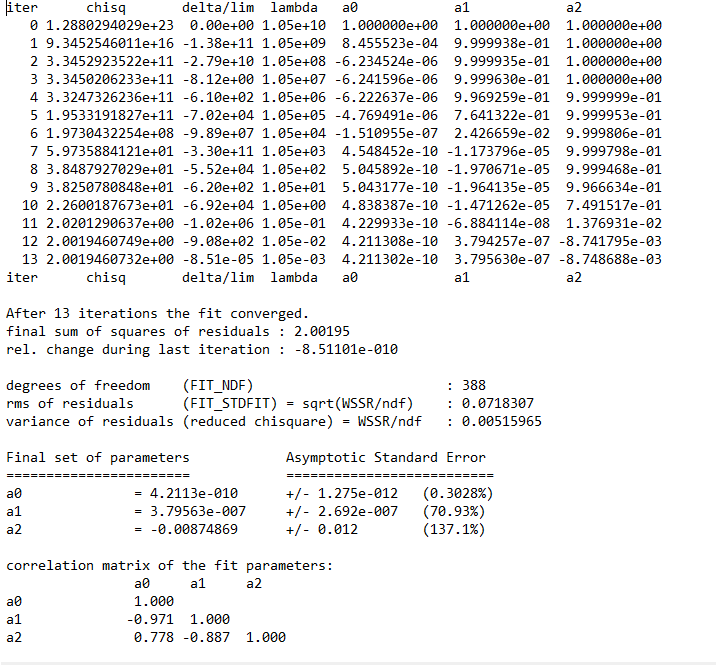 iter chisq delta/lim lambda a0 a1 a2
0 1.2880294029e+23 0.00e+00 1.05e+10 1.000000e+00 1.000000e+00 1.000000e+00
1 9.3452546011e+16 -1.38e+11 1.05e+09 8.455523e-04 9.999938e-01 1.000000e+00
2 3.3452923522e+11 -2.79e+10 1.05e+08 -6.234524e-06 9.999935e-01 1.000000e+00
3 3.3450206233e+11 -8.12e+00 1.05e+07 -6.241596e-06 9.999630e-01 1.000000e+00
4 3.3247326236e+11 -6.10e+02 1.05e+06 -6.222637e-06 9.969259e-01 9.999999e-01
5 1.9533191827e+11 -7.02e+04 1.05e+05 -4.769491e-06 7.641322e-01 9.999953e-01
6 1.9730432254e+08 -9.89e+07 1.05e+04 -1.510955e-07 2.426659e-02 9.999806e-01
7 5.9735884121e+01 -3.30e+11 1.05e+03 4.548452e-10 -1.173796e-05 9.999798e-01
8 3.8487927029e+01 -5.52e+04 1.05e+02 5.045892e-10 -1.970671e-05 9.999468e-01
9 3.8250780848e+01 -6.20e+02 1.05e+01 5.043177e-10 -1.964135e-05 9.966634e-01
10 2.2600187673e+01 -6.92e+04 1.05e+00 4.838387e-10 -1.471262e-05 7.491517e-01
11 2.0201290637e+00 -1.02e+06 1.05e-01 4.229933e-10 -6.884114e-08 1.376931e-02
12 2.0019460749e+00 -9.08e+02 1.05e-02 4.211308e-10 3.794257e-07 -8.741795e-03
13 2.0019460732e+00 -8.51e-05 1.05e-03 4.211302e-10 3.795630e-07 -8.748688e-03
iter chisq delta/lim lambda a0 a1 a2
After 13 iterations the fit converged.
final sum of squares of residuals : 2.00195
rel. change during last iteration : -8.51101e-010
degrees of freedom (FIT_NDF) : 388
rms of residuals (FIT_STDFIT) = sqrt(WSSR/ndf) : 0.0718307
variance of residuals (reduced chisquare) = WSSR/ndf : 0.00515965
Final set of parameters Asymptotic Standard Error
======================= ==========================
a0 = 4.2113e-010 +/- 1.275e-012 (0.3028%)
a1 = 3.79563e-007 +/- 2.692e-007 (70.93%)
a2 = -0.00874869 +/- 0.012 (137.1%)
correlation matrix of the fit parameters:
a0 a1 a2
a0 1.000
a1 -0.971 1.000
a2 0.778 -0.887 1.000